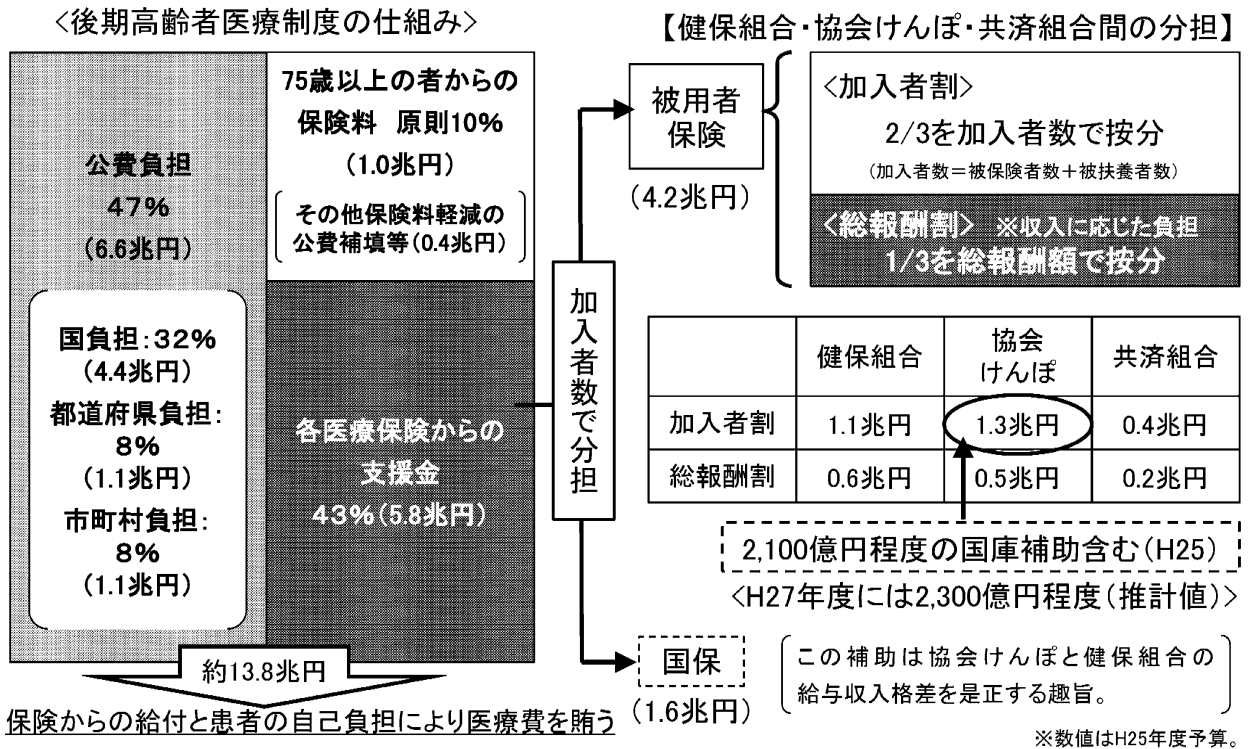 <後期高齢者医療制度の仕組み>
公費負担
47%
(6.6兆円)
国負担:32%
(4.4兆円)
都道府県負担:
8%
(1.1兆円)
市町村負担:
8%
(1.1兆円)
75歳以上の者からの
保険料 原則10%
(1.0兆円)
その他保険料軽減の
公費補填等(0.4兆円)
各医療保険からの
支援金
43%(5.8兆円)
約13.8兆円
保険からの給付と患者の自己負担により医療費を賄う
加入者数で分担
【健保組合・協会けんぽ・共済組合間の分担】
被用者
保険
(4.2兆円)
<加入者割>
2/3を加入者数で按分
(加入者数=被保険者数+被扶養者数)
<総報酬割> ※収入に応じた負担
1/3を総報酬額で按分
健保組合 協会けんぽ 共済組合
加入者割 1.1兆円 1.3兆円 0.4兆円
総報酬割 0.6兆円 0.5兆円 0.2兆円
2,100億円程度の国庫補助含む(H25)
<H27年度には2,300億円程度(推計値)>
国保
(1.6兆円)
この補助は協会けんぽと健保組合の
給与収入格差を是正する趣旨。
※数値はH25年度予算。